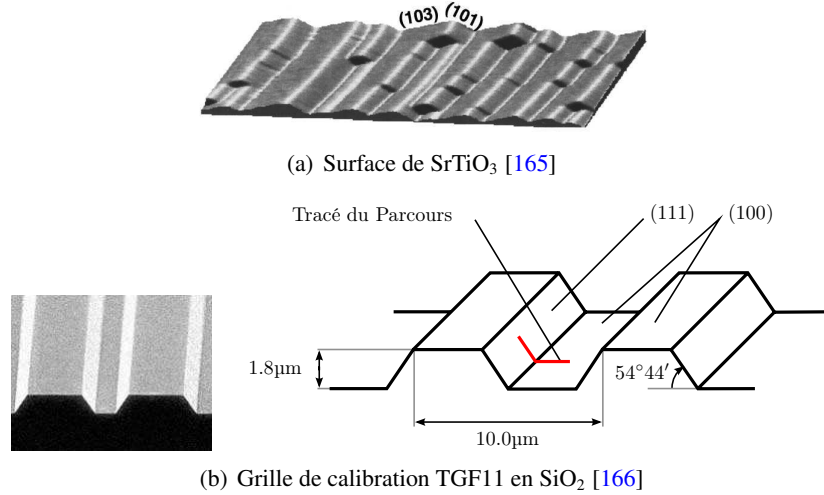 (103) (101)
(a) Surface de SrTiO₃ [165]
Tracé du Parcours
(111)
(100)
1.8µm
54°44′
10.0µm
(b) Grille de calibration TGF11 en SiO₂ [166]